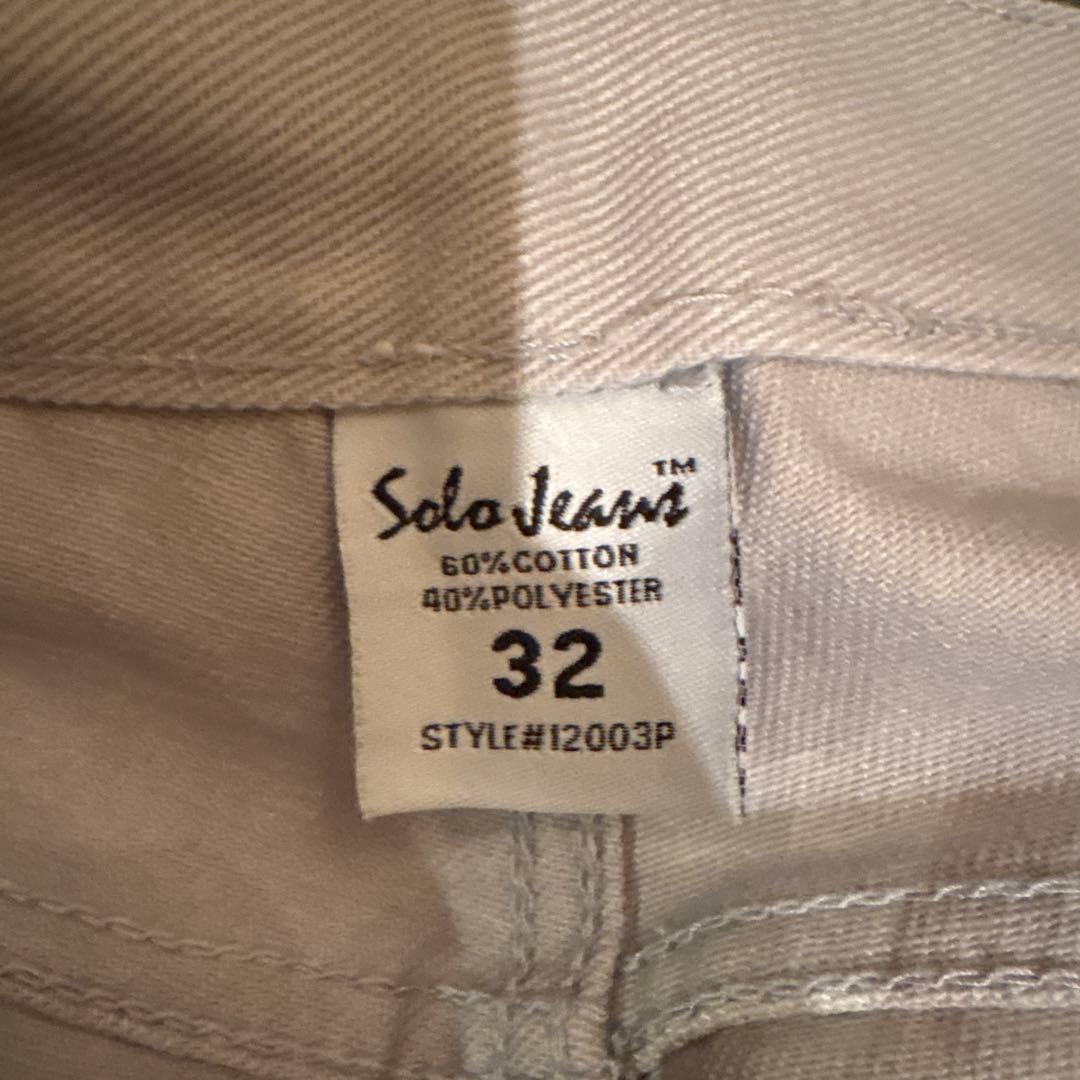 Solo Jeans™
60%COTTON
40%POLYESTER
32
STYLE#12003P